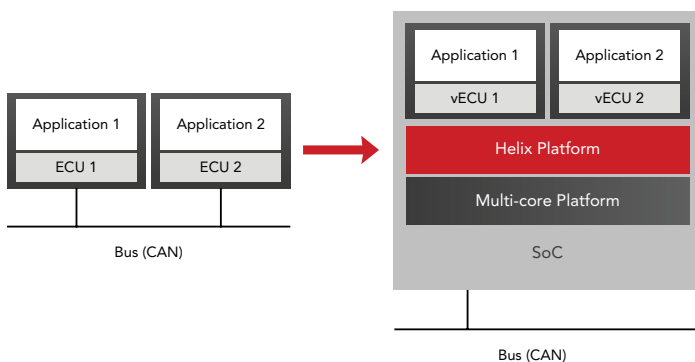 Application 1
Application 2
ECU 1
ECU 2
Bus (CAN)
Application 1
Application 2
vECU 1
vECU 2
Helix Platform
Multi-core Platform
SoC
Bus (CAN)